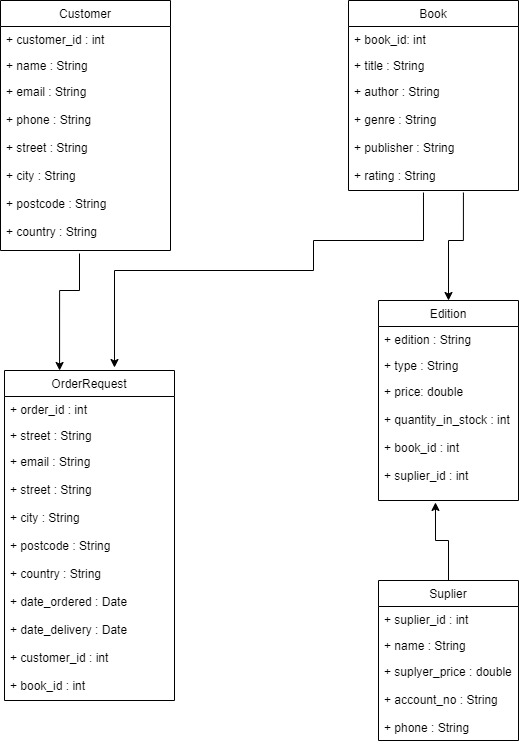 Customer
+ customer_id : int
+ name : String
+ email : String
+ phone : String
+ street : String
+ city : String
+ postcode : String
+ country : String
Book
+ book_id: int
+ title : String
+ author : String
+ genre : String
+ publisher : String
+ rating : String
OrderRequest
+ order_id : int
+ street : String
+ email : String
+ street : String
+ city : String
+ postcode : String
+ country : String
+ date_ordered : Date
+ date_delivery : Date
+ customer_id : int
+ book_id : int
Edition
+ edition : String
+ type : String
+ price: double
+ quantity_in_stock : int
+ book_id : int
+ suplier_id : int
Suplier
+ suplier_id : int
+ name : String
+ suplyer_price : double
+ account_no : String
+ phone : String